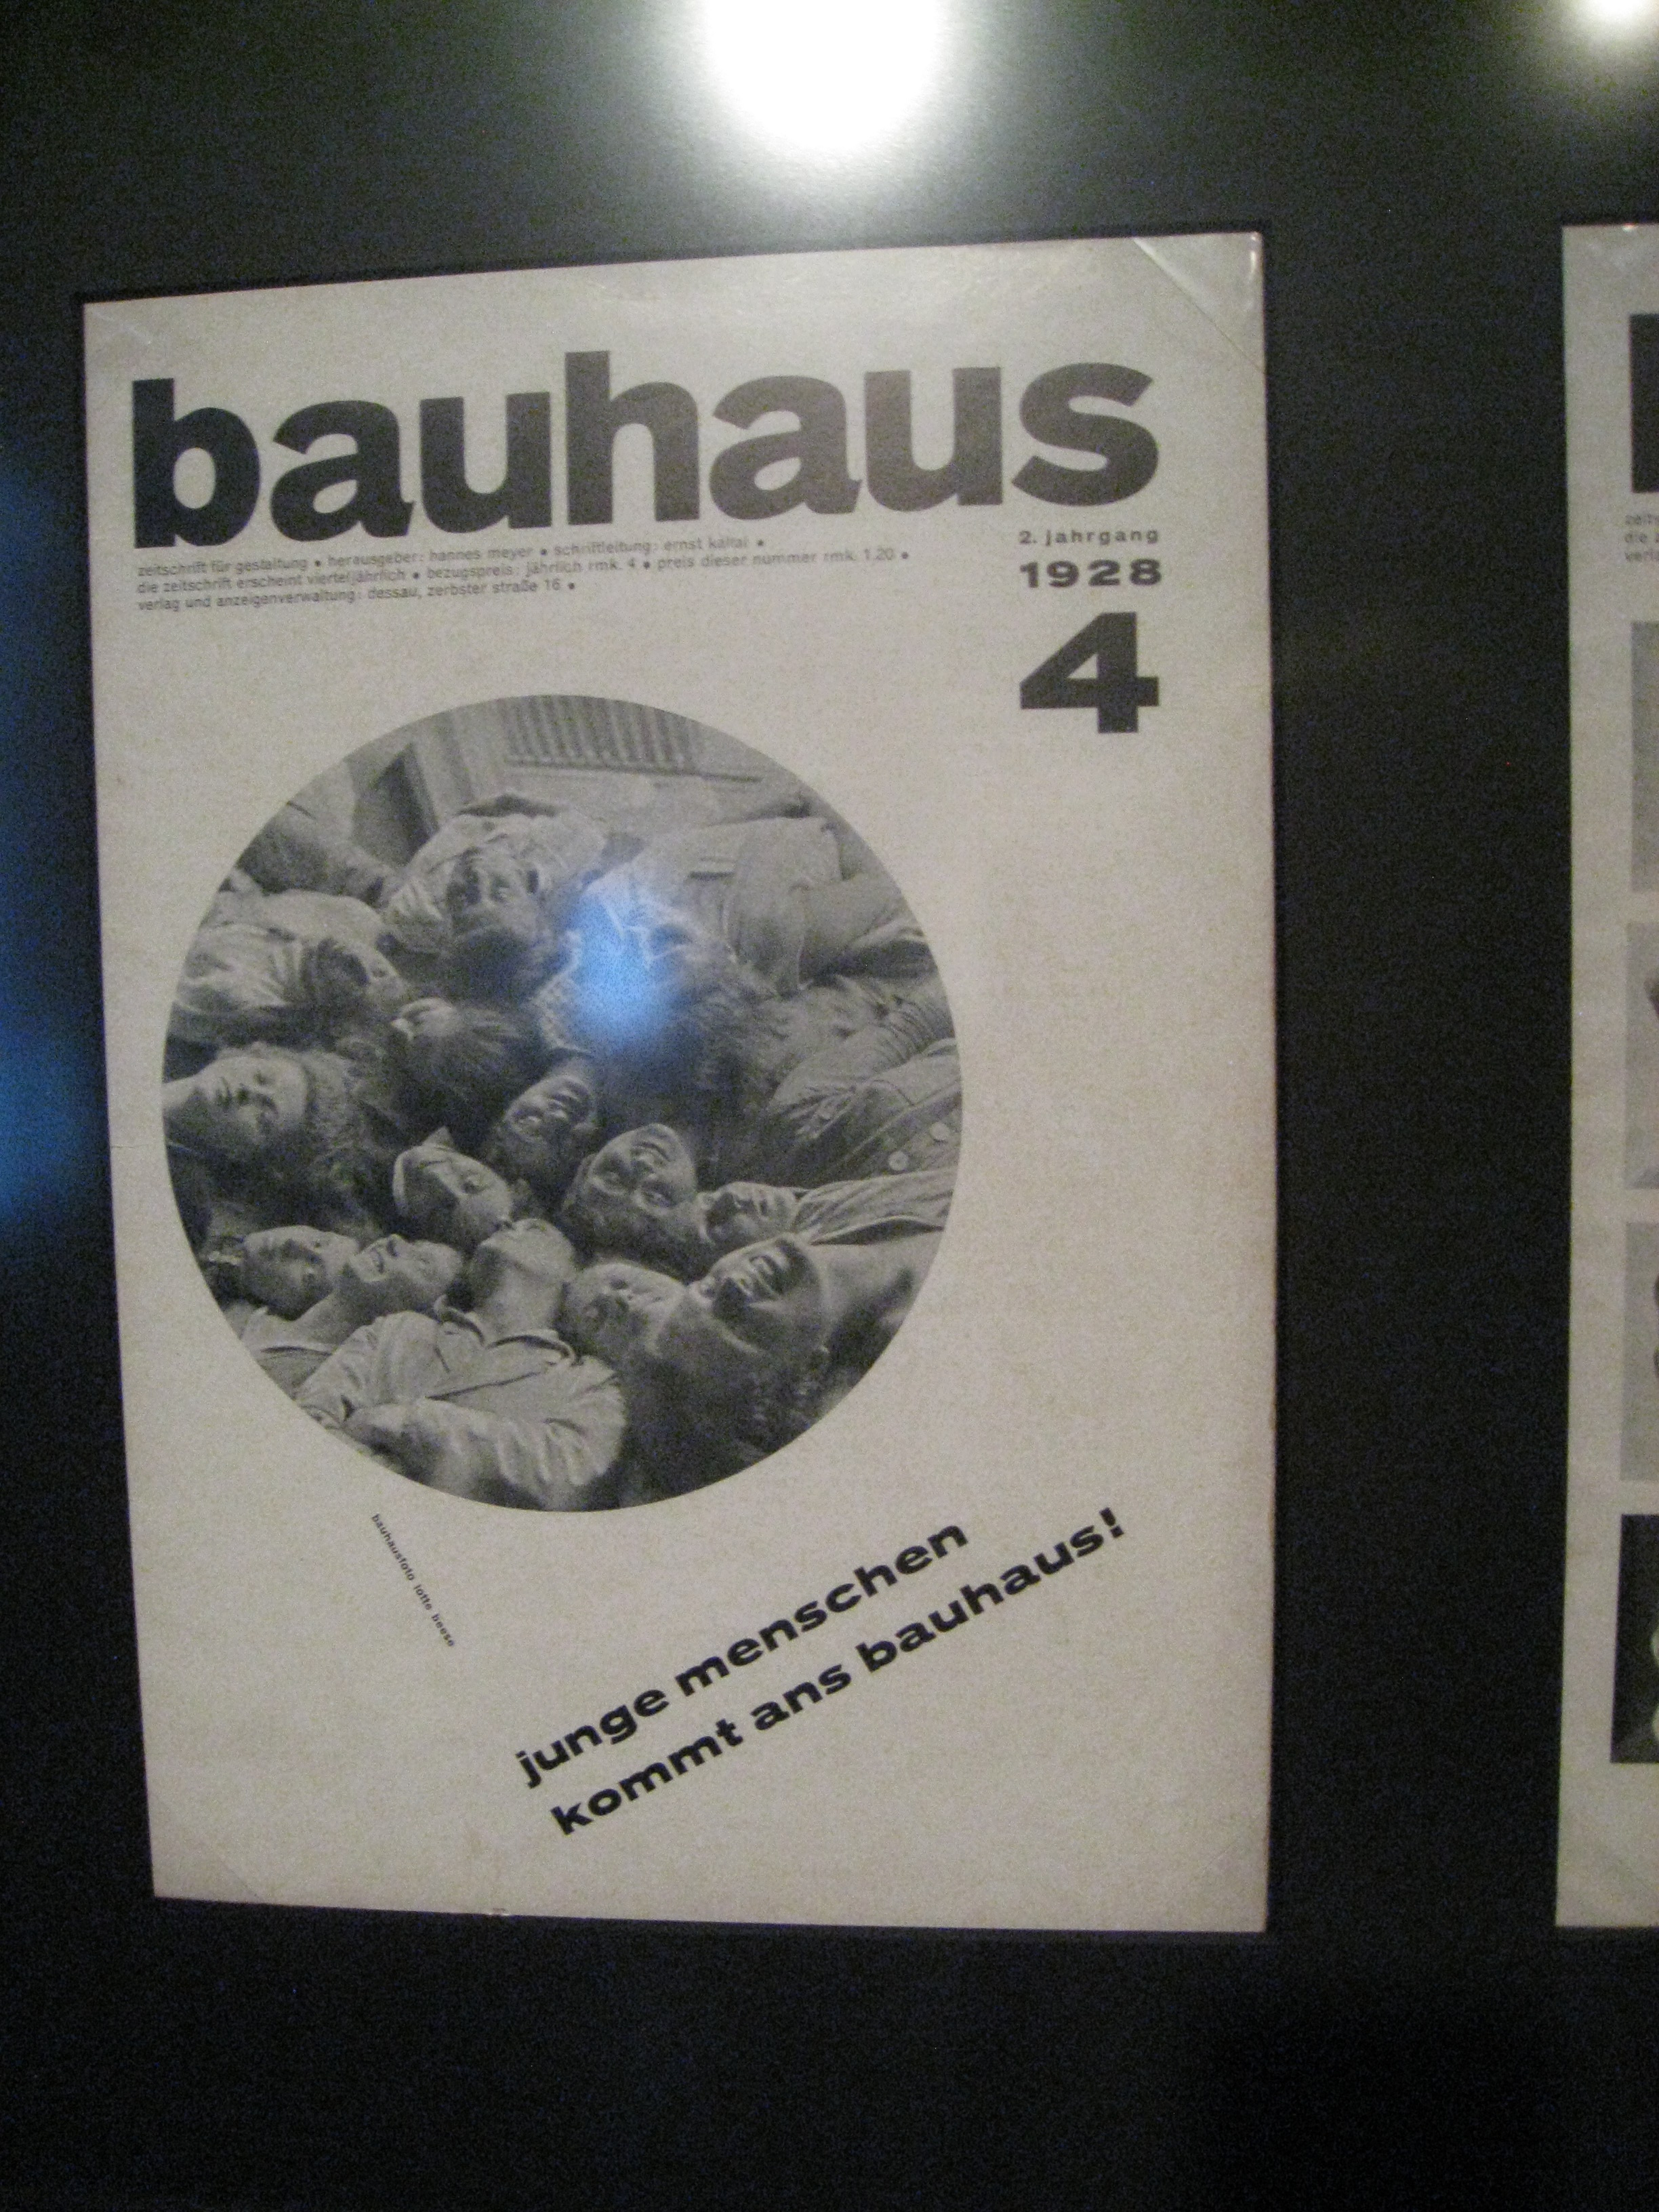 bauhaus
zeitschrift für gestaltung • herausgeber: hannes meyer • schriftleitung: ernst kállai •
die zeitschrift erscheint vierteljährlich • bezugspreis: jährlich rmk. 4 • preis dieser nummer rmk. 1,20 •
verlag und anzeigenverwaltung: dessau, zerbster straße 16 •
2. jahrgang
1928
4
bauhausfoto lotte beese
junge menschen
kommt ans bauhaus!